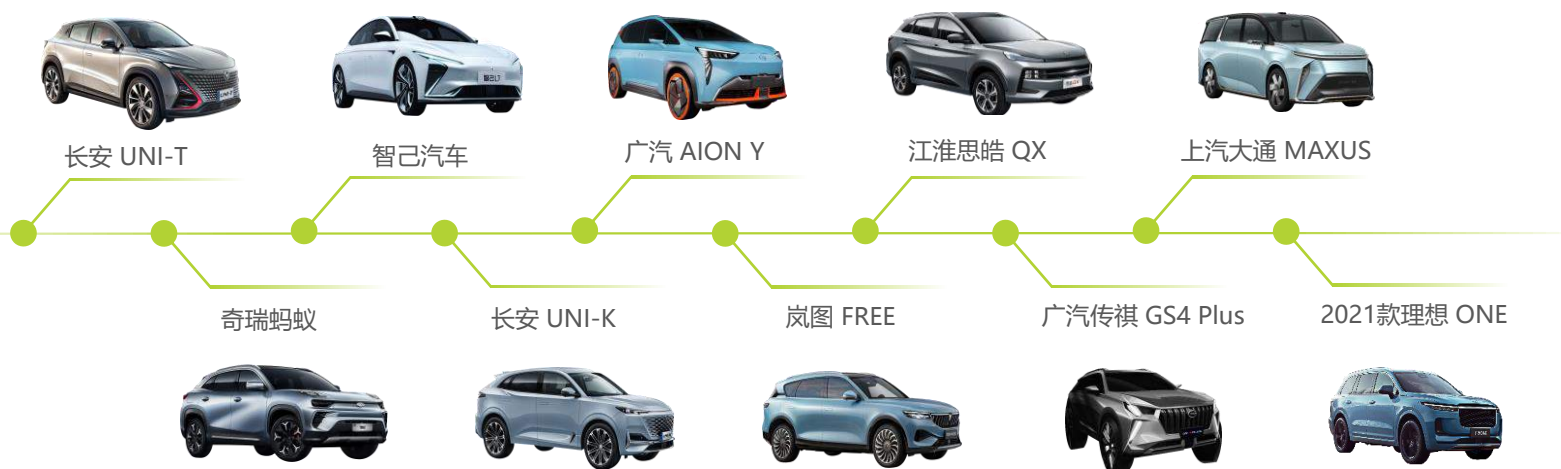 长安 UNI-T
智己汽车
广汽 AION Y
江淮思皓 QX
上汽大通 MAXUS
奇瑞蚂蚁
长安 UNI-K
岚图 FREE
广汽传祺 GS4 Plus
2021款理想 ONE